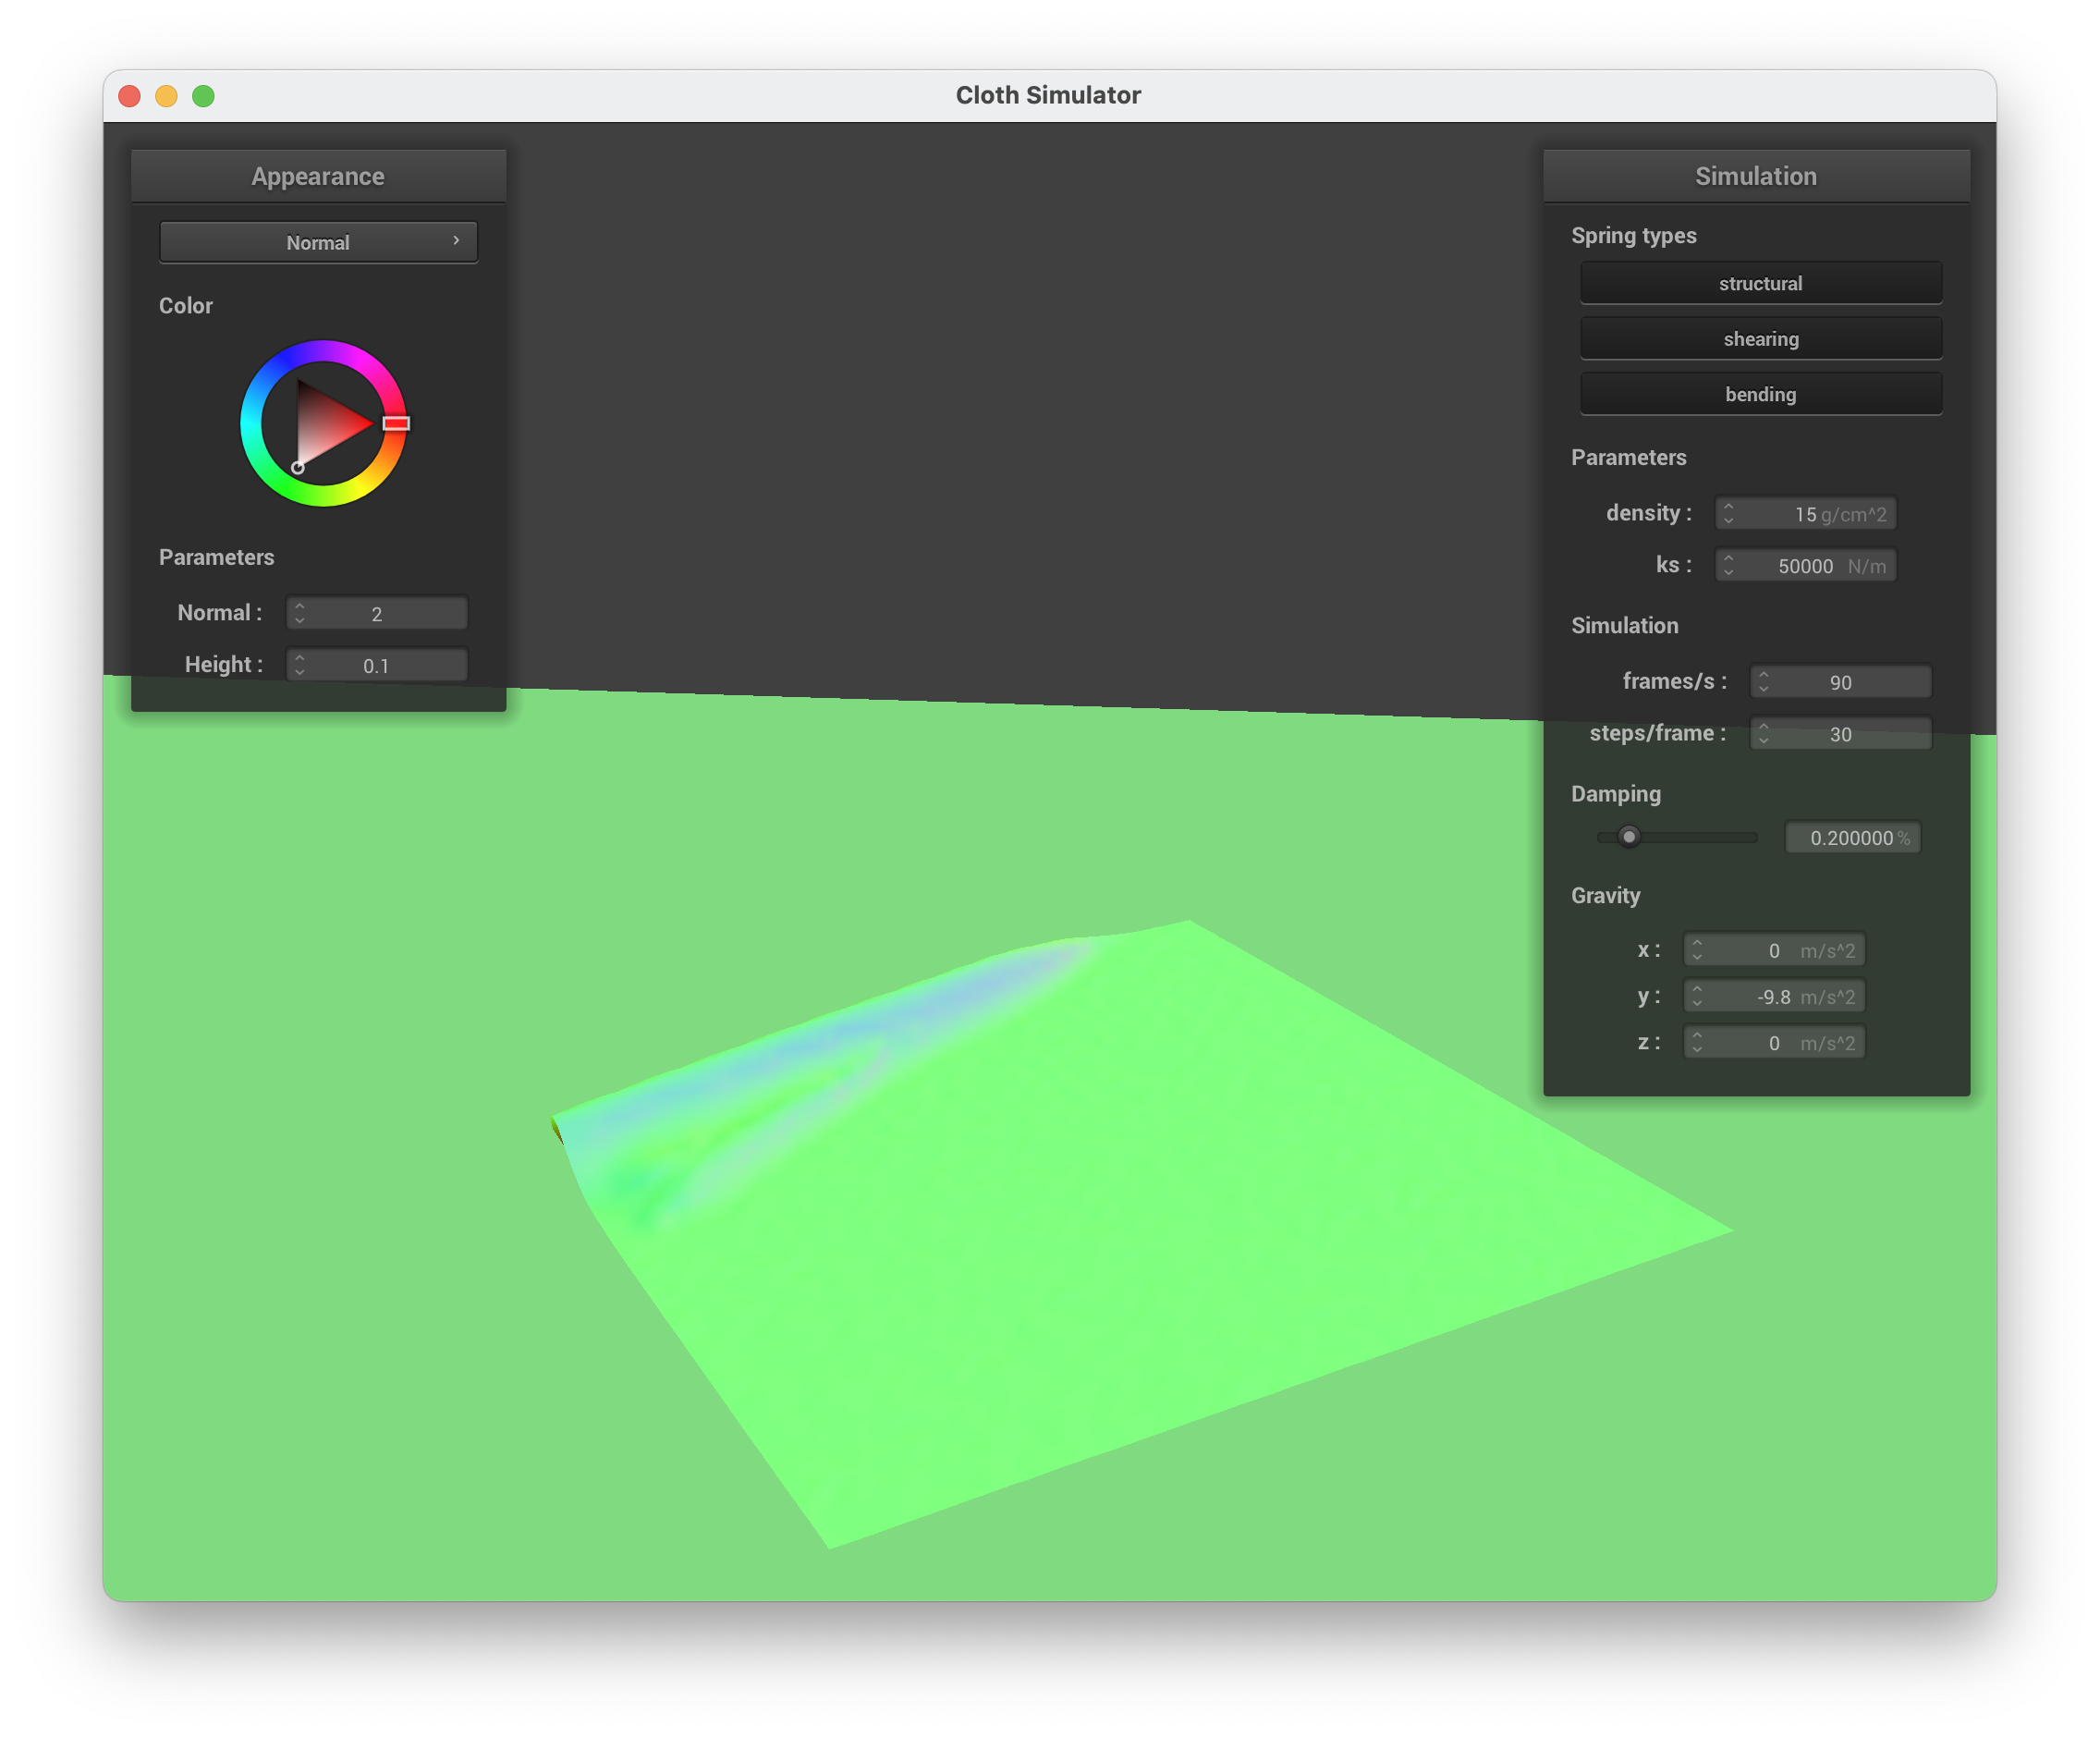 Cloth Simulator
Appearance
Normal
Color
Parameters
Normal : 2
Height : 0.1
Simulation
Spring types
structural
shearing
bending
Parameters
density : 15 g/cm^2
ks : 50000 N/m
Simulation
frames/s : 90
steps/frame : 30
Damping
0.200000 %
Gravity
x : 0 m/s^2
y : -9.8 m/s^2
z : 0 m/s^2